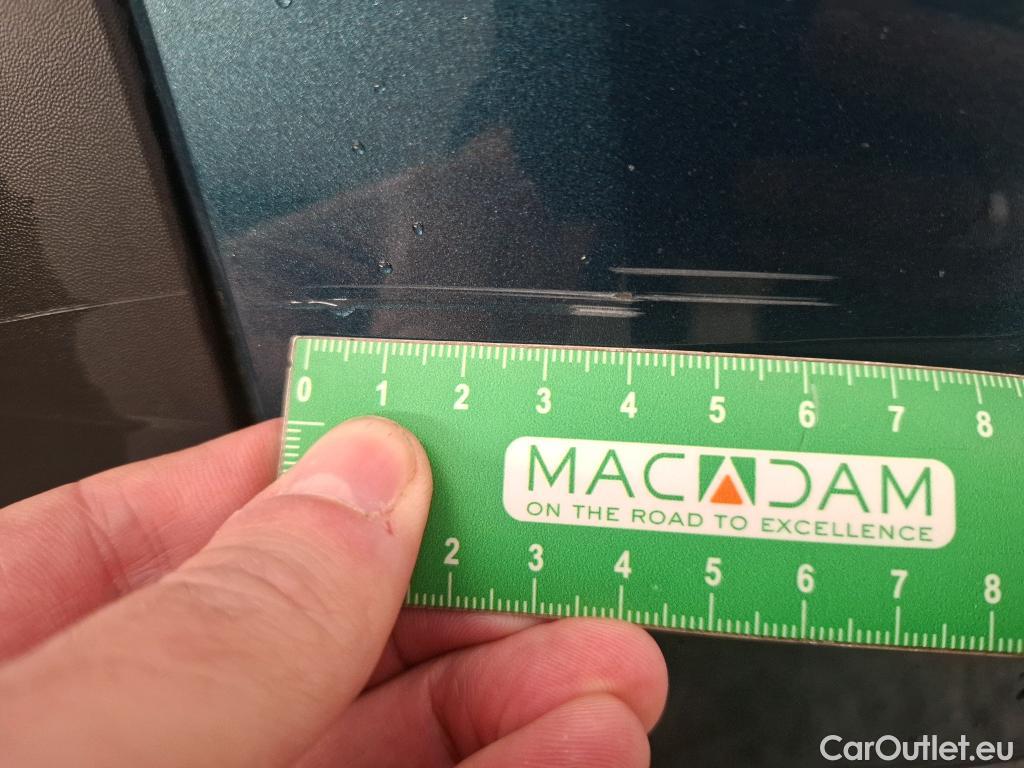 0 1 2 3 4 5 6 7 8
MACADAM
ON THE ROAD TO EXCELLENCE
2 3 4 5 6 7 8
CarOutlet.eu